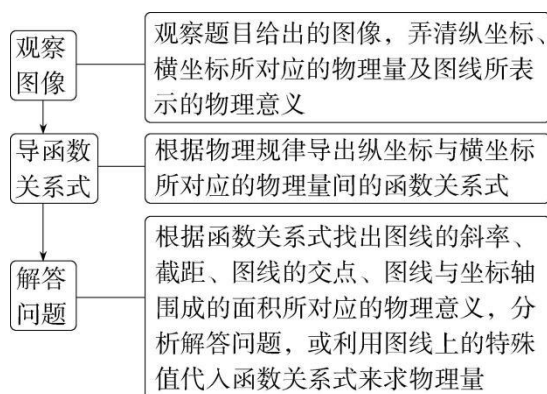 观察
图像
观察题目给出的图像，弄清纵坐标、
横坐标所对应的物理量及图线所表
示的物理意义
导函数
关系式
根据物理规律导出纵坐标与横坐标
所对应的物理量间的函数关系式
解答
问题
根据函数关系式找出图线的斜率、
截距、图线的交点、图线与坐标轴
围成的面积所对应的物理意义，分
析解答问题，或利用图线上的特殊
值代入函数关系式来求物理量